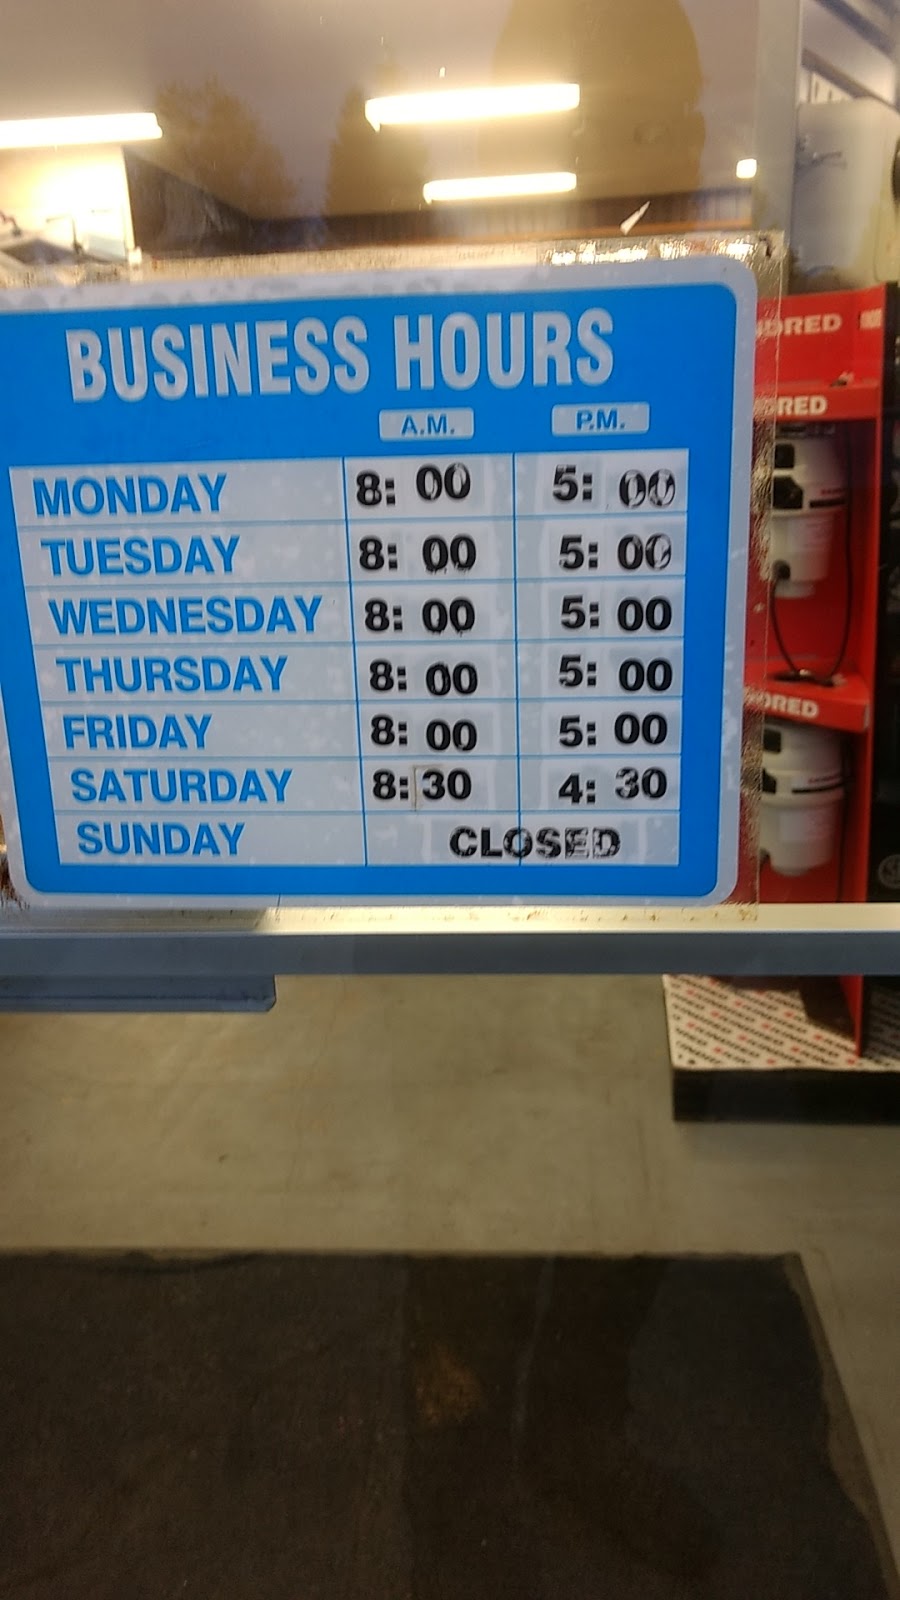 BUSINESS HOURS
A.M. P.M.
MONDAY 8: 00 5: 00
TUESDAY 8: 00 5: 00
WEDNESDAY 8: 00 5: 00
THURSDAY 8: 00 5: 00
FRIDAY 8: 00 5: 00
SATURDAY 8: 30 4: 30
SUNDAY CLOSED